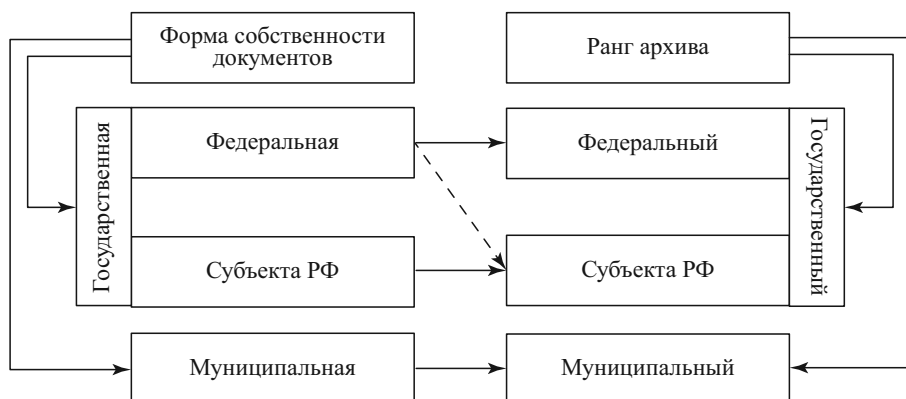 Форма собственности
документов
Ранг архива
Государственная
Федеральная
Федеральный
Государственный
Субъекта РФ
Субъекта РФ
Муниципальная
Муниципальный